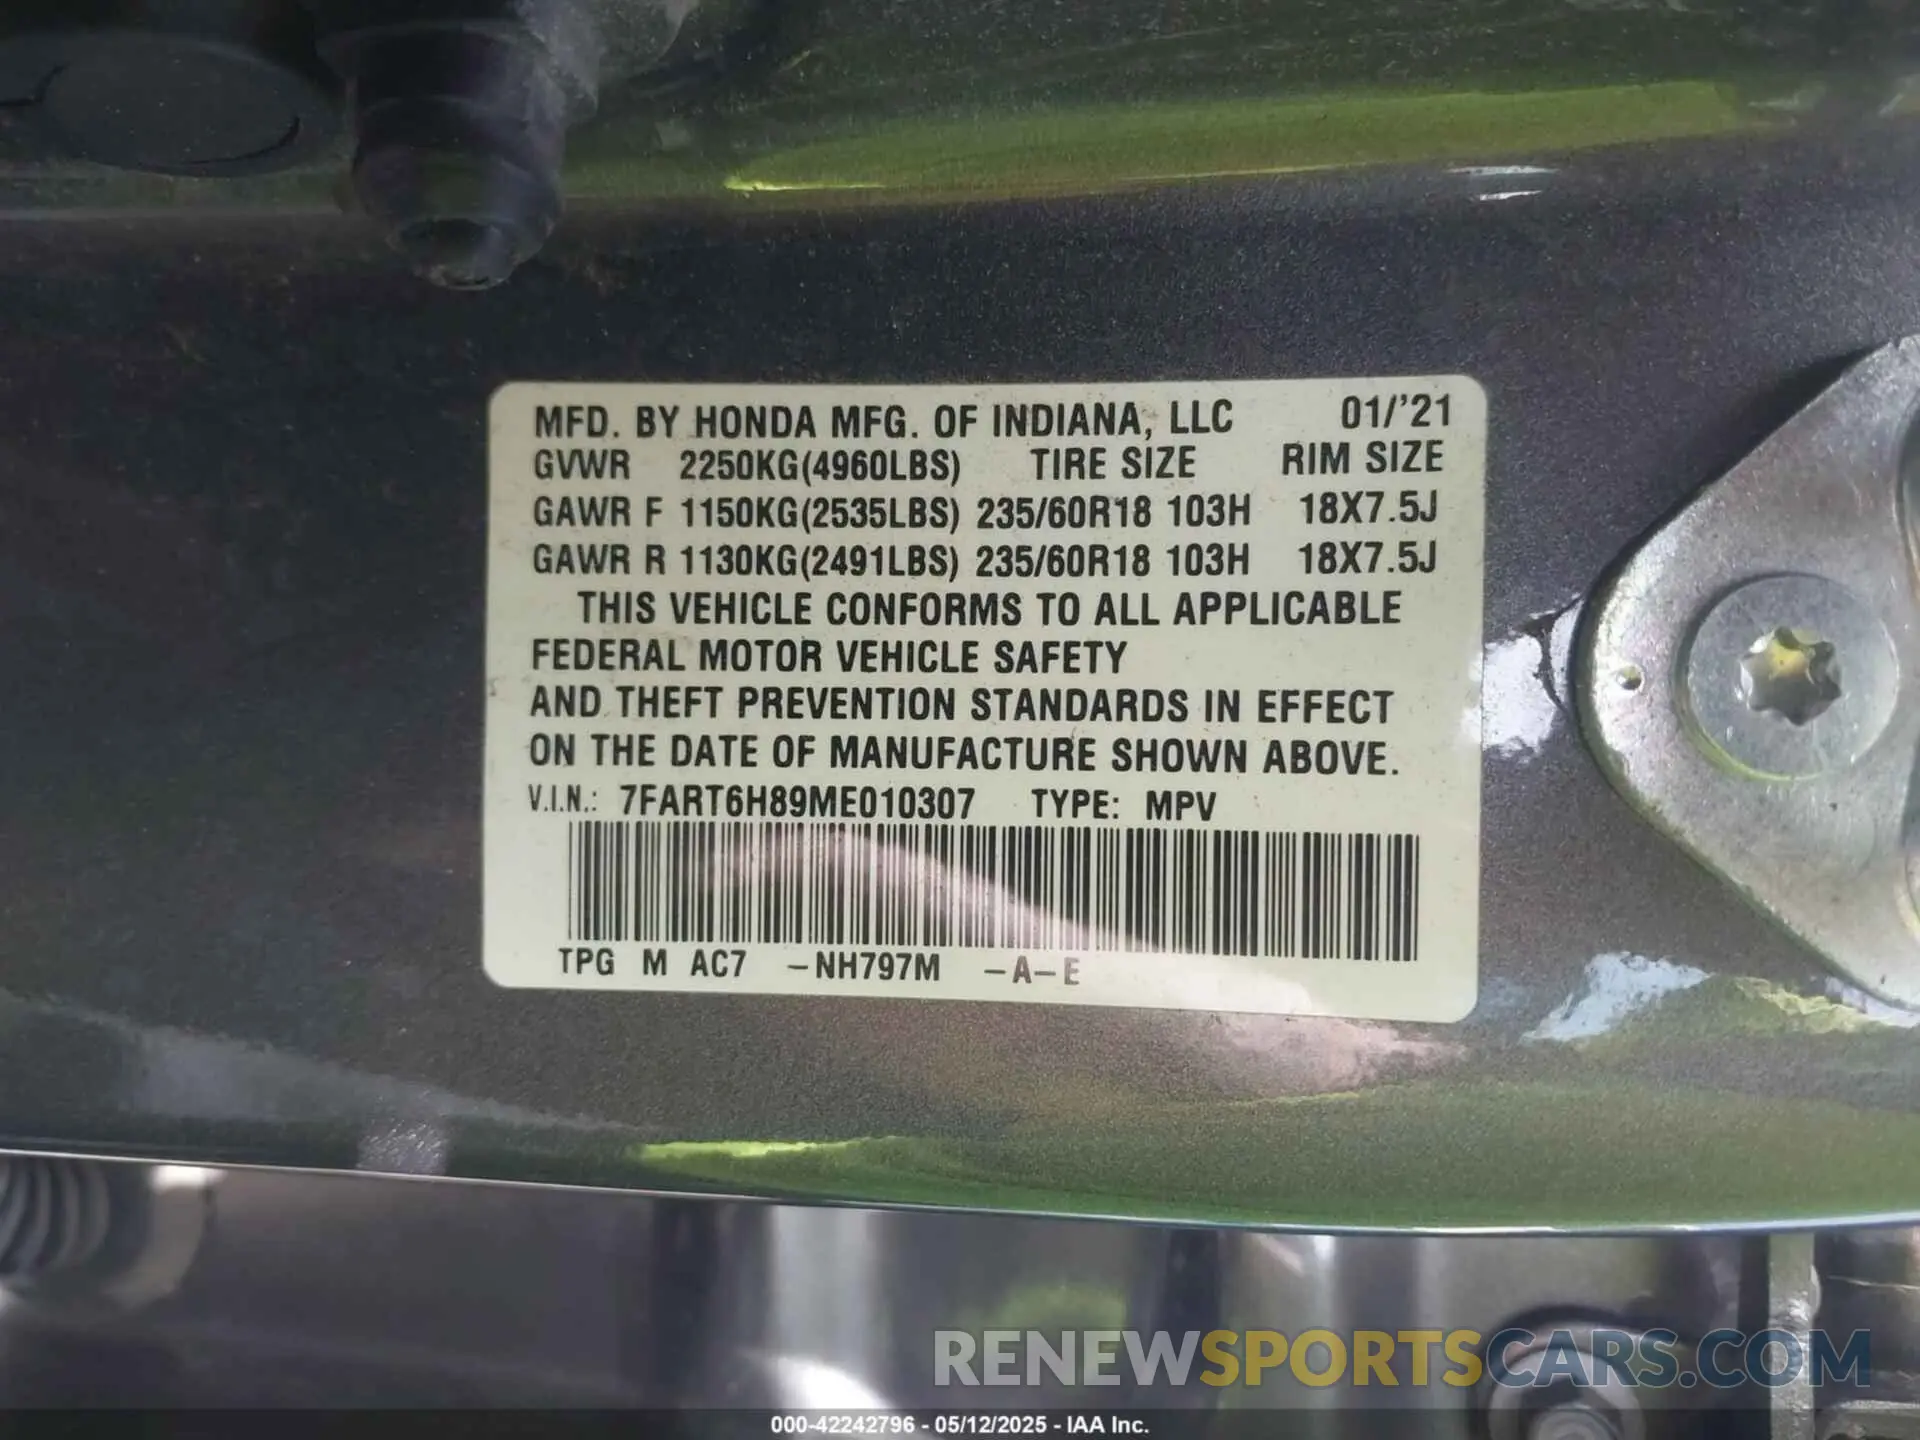 MFD. BY HONDA MFG. OF INDIANA, LLC 01/'21
GVWR 2250KG(4960LBS) TIRE SIZE RIM SIZE
GAWR F 1150KG(2535LBS) 235/60R18 103H 18X7.5J
GAWR R 1130KG(2491LBS) 235/60R18 103H 18X7.5J
THIS VEHICLE CONFORMS TO ALL APPLICABLE
FEDERAL MOTOR VEHICLE SAFETY
AND THEFT PREVENTION STANDARDS IN EFFECT
ON THE DATE OF MANUFACTURE SHOWN ABOVE.
V.I.N.: 7FART6H89ME010307 TYPE: MPV
TPG M AC7 -NH797M -A-E
RENEWSPORTSCARS.COM
000-42242796 - 05/12/2025 - IAA Inc.